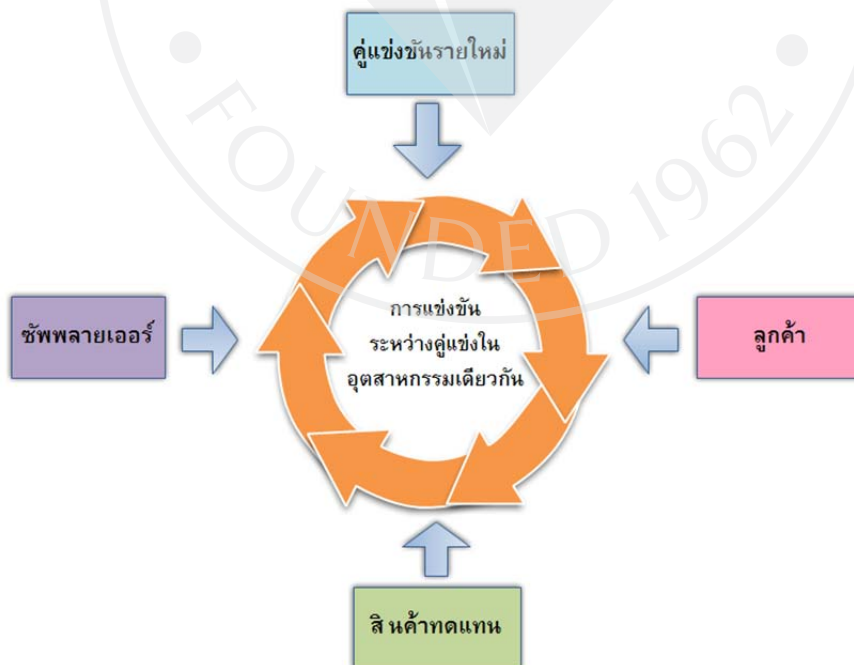 คู่แข่งขันรายใหม่
FOUNDED 1962
ซัพพลายเออร์
การแข่งขัน
ระหว่างคู่แข่งใน
อุตสาหกรรมเดียวกัน
ลูกค้า
สินค้าทดแทน